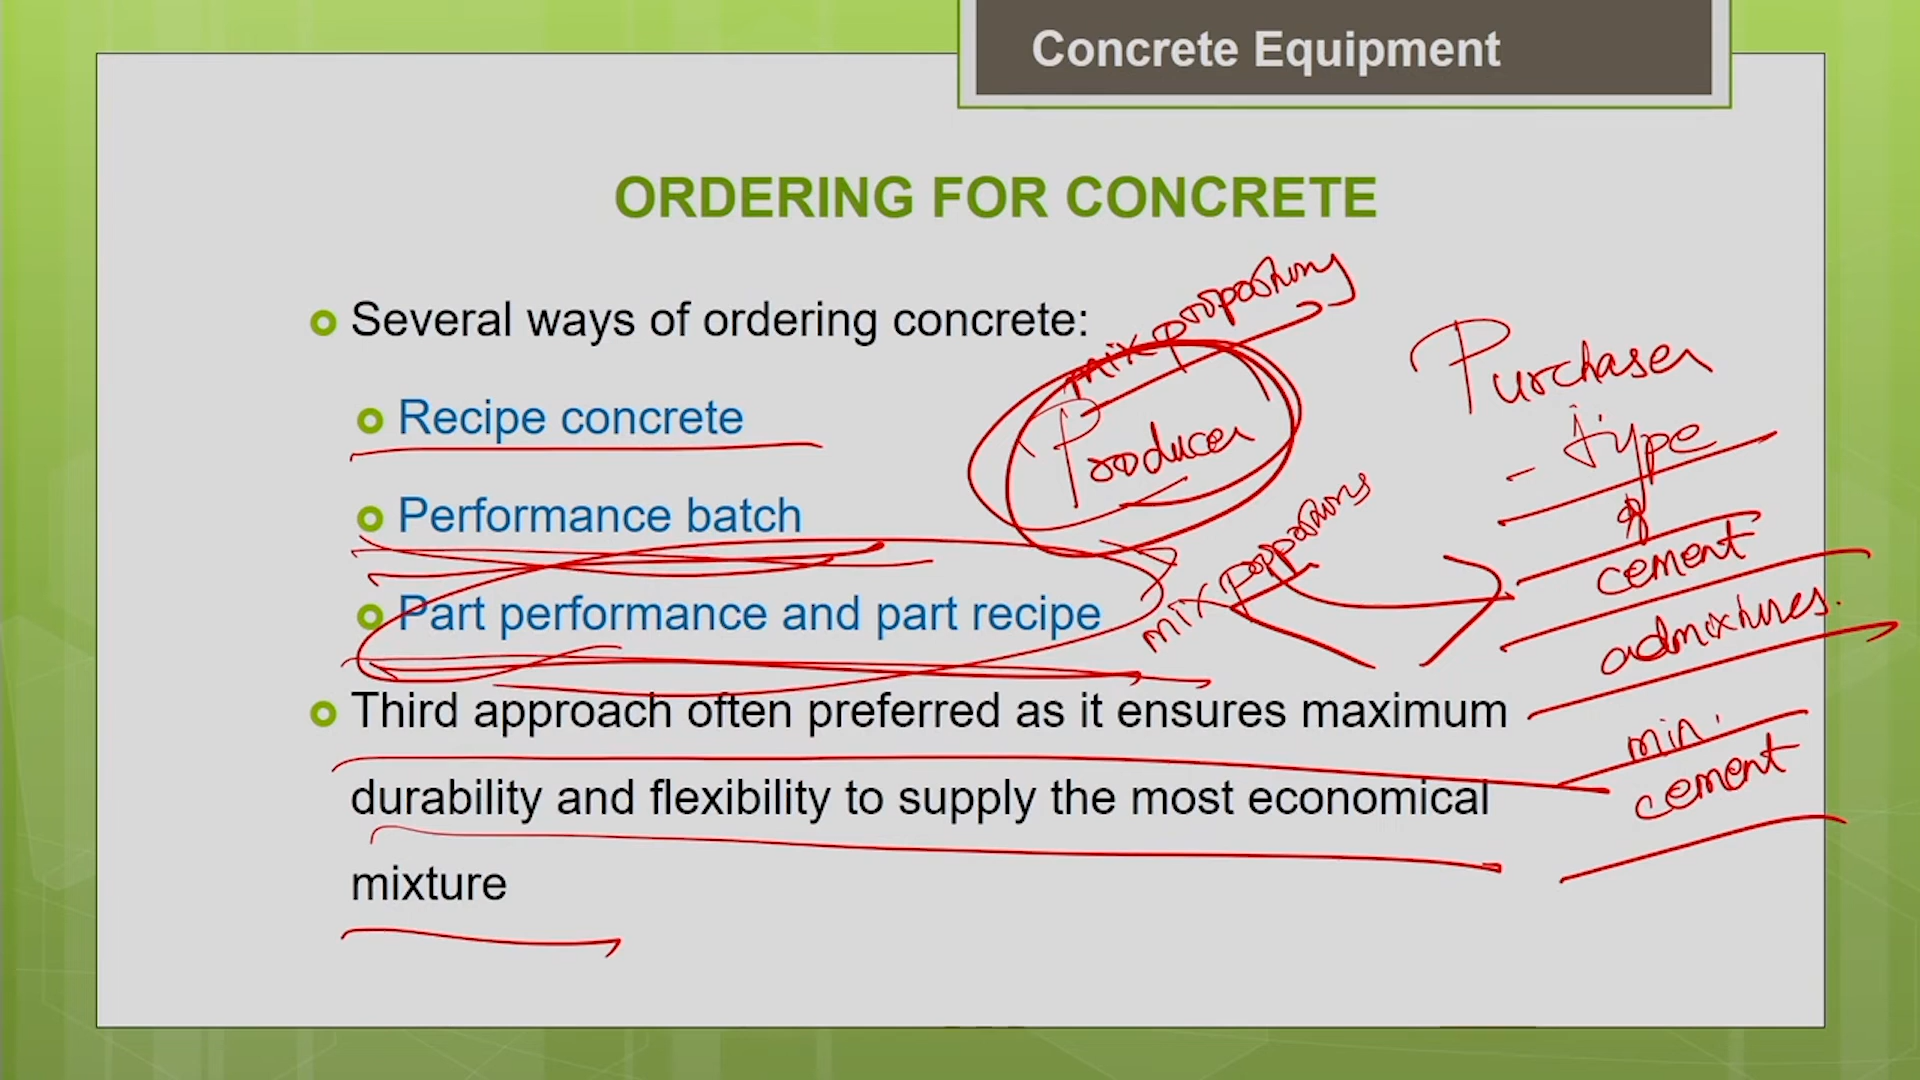 Concrete Equipment
ORDERING FOR CONCRETE
Several ways of ordering concrete:
Recipe concrete
Performance batch
Part performance and part recipe
Third approach often preferred as it ensures maximum
durability and flexibility to supply the most economical
mixture
mix proportions
Producer
mix proportions
Purchaser
- type
of
cement
admixtures.
min.
cement